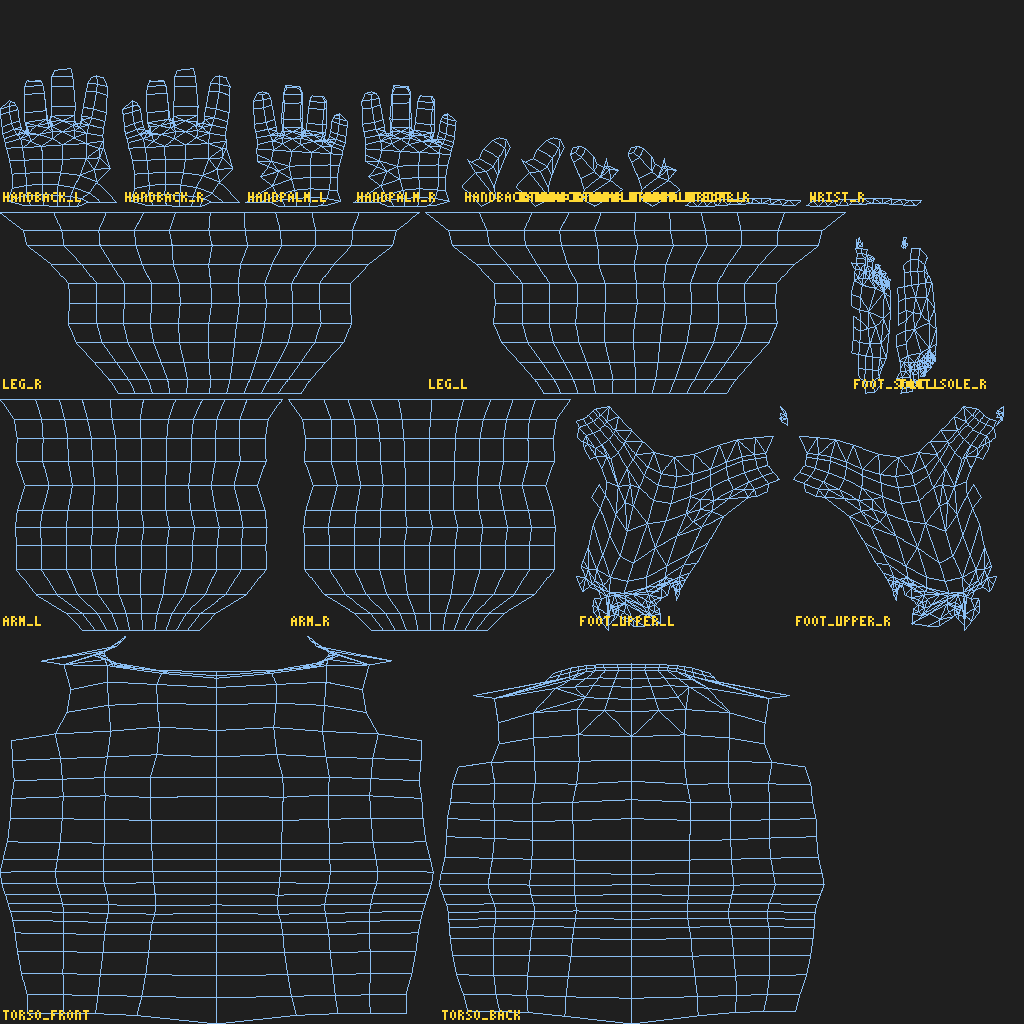 HANDBACK_L
HANDBACK_R
HANDPALM_L
HANDPALM_R
WRIST_R
LEG_R
LEG_L
ARM_L
ARM_R
FOOT_UPPER_L
FOOT_UPPER_R
TORSO_FRONT
TORSO_BACK